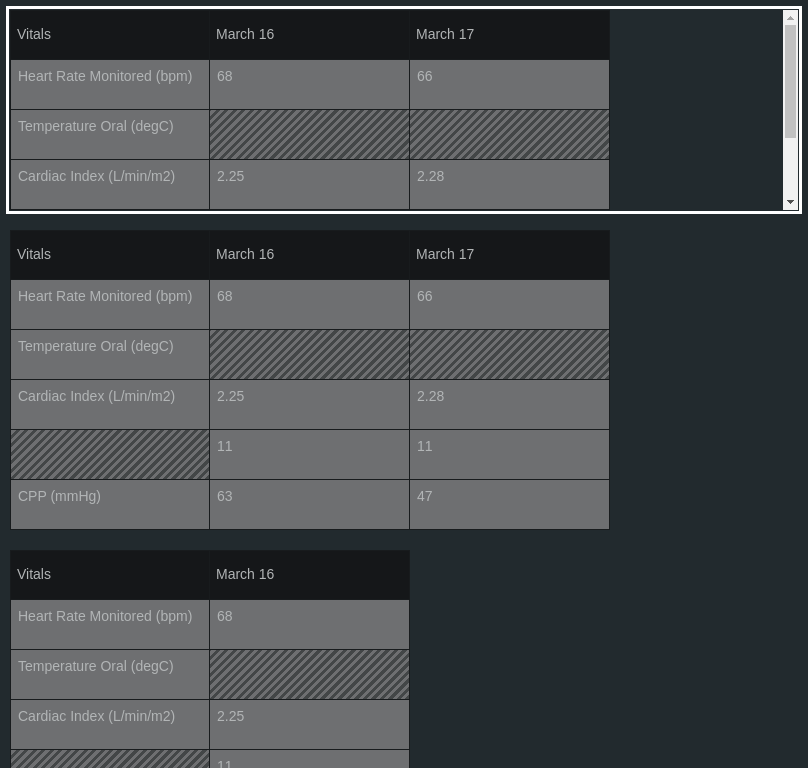 Vitals March 16 March 17
Heart Rate Monitored (bpm) 68 66
Temperature Oral (degC)
Cardiac Index (L/min/m2) 2.25 2.28
Vitals March 16 March 17
Heart Rate Monitored (bpm) 68 66
Temperature Oral (degC)
Cardiac Index (L/min/m2) 2.25 2.28
11 11
CPP (mmHg) 63 47
Vitals March 16
Heart Rate Monitored (bpm) 68
Temperature Oral (degC)
Cardiac Index (L/min/m2) 2.25
11